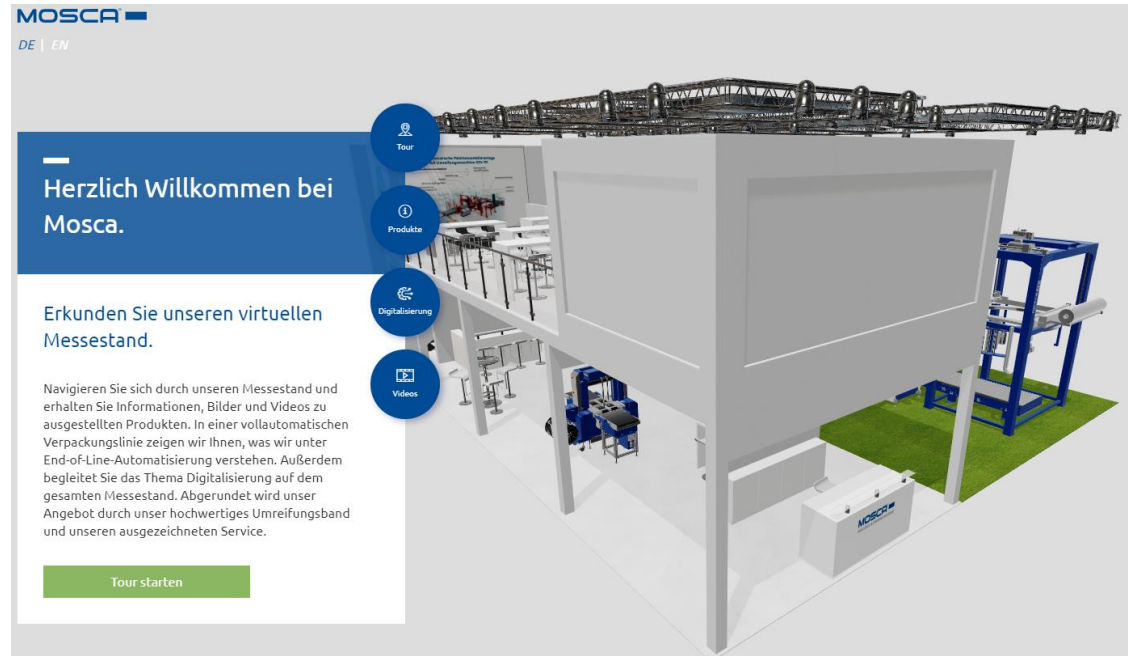 MOSCA
DE | EN
Tour
Herzlich Willkommen bei
Mosca.
Produkte
Digitalisierung
Videos
Erkunden Sie unseren virtuellen
Messestand.
Navigieren Sie sich durch unseren Messestand und
erhalten Sie Informationen, Bilder und Videos zu
ausgestellten Produkten. In einer vollautomatischen
Verpackungslinie zeigen wir Ihnen, was wir unter
End-of-Line-Automatisierung verstehen. Außerdem
begleitet Sie das Thema Digitalisierung auf dem
gesamten Messestand. Abgerundet wird unser
Angebot durch unser hochwertiges Umreifungsband
und unseren ausgezeichneten Service.
Tour starten
MOSCA